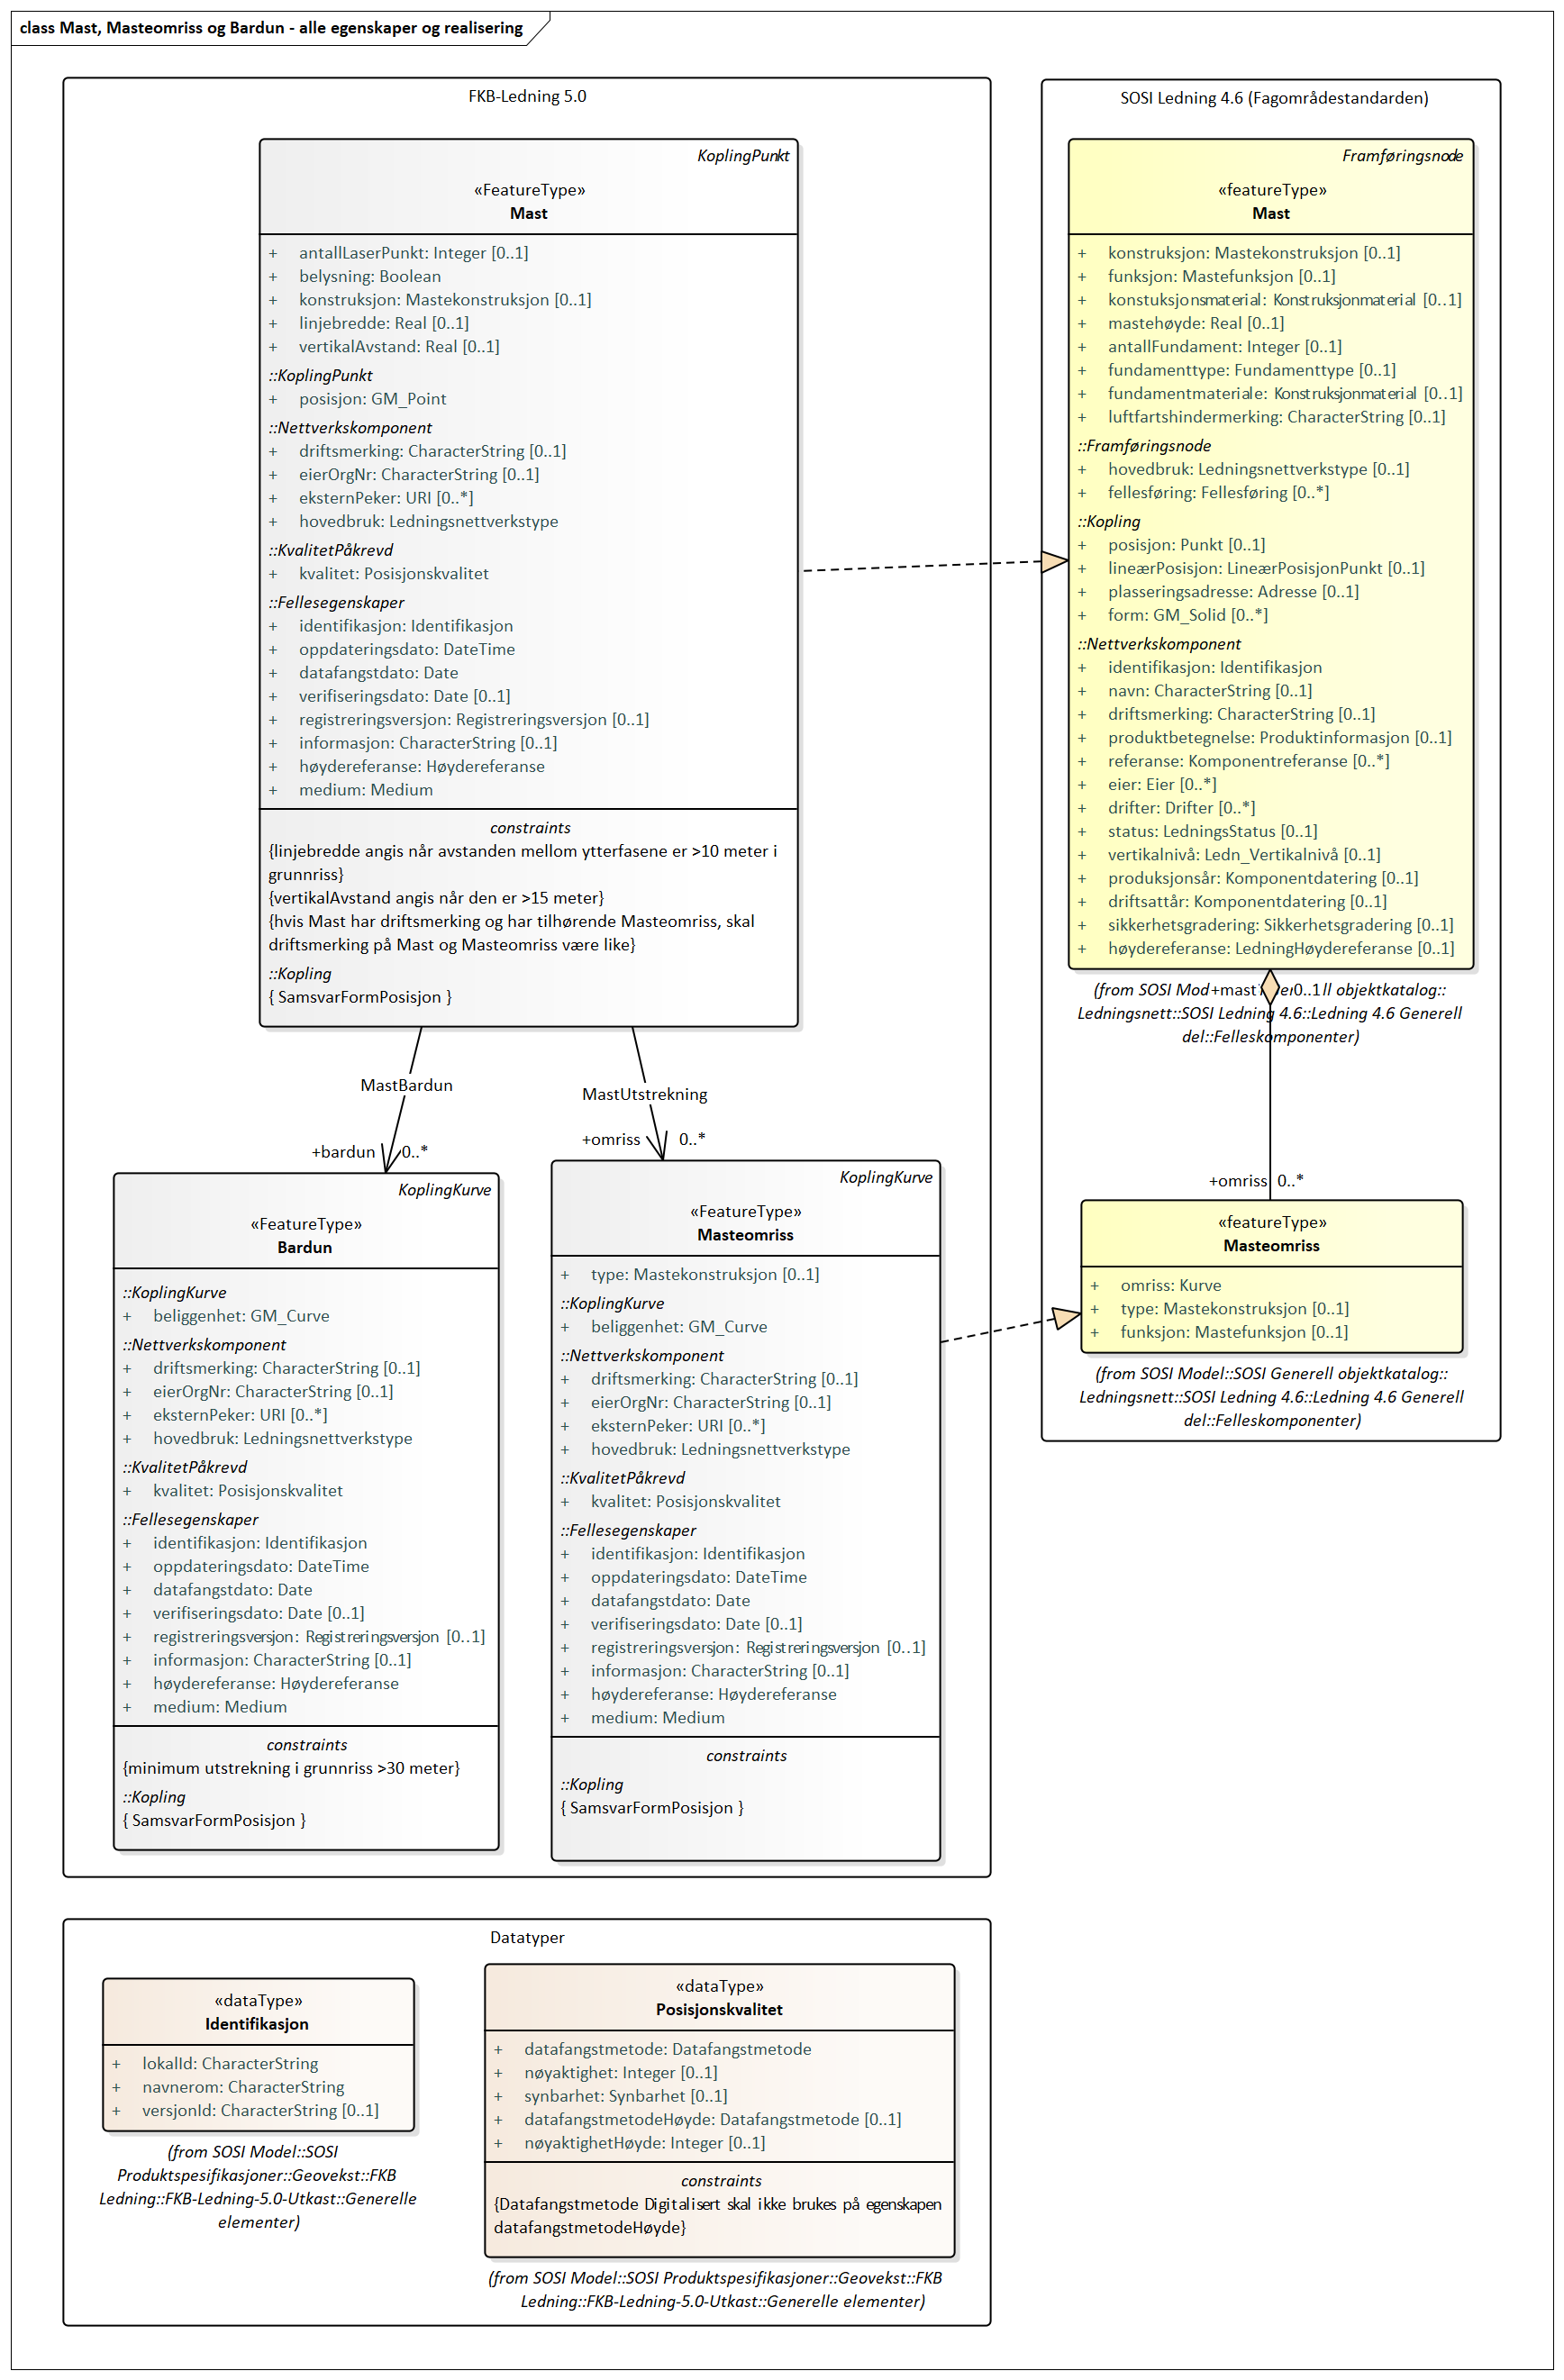 class Mast, Masteomriss og Bardun - alle egenskaper og realisering
FKB-Ledning 5.0
KoplingPunkt
«FeatureType»
Mast
+ antallLaserPunkt: Integer [0..1]
+ belysning: Boolean
+ konstruksjon: Mastekonstruksjon [0..1]
+ linjebredde: Real [0..1]
+ vertikalAvstand: Real [0..1]
::KoplingPunkt
+ posisjon: GM_Point
::Nettverkskomponent
+ driftsmerking: CharacterString [0..1]
+ eierOrgNr: CharacterString [0..1]
+ eksternPeker: URI [0..*]
+ hovedbruk: Ledningsnettverkstype
::KvalitetPåkrevd
+ kvalitet: Posisjonskvalitet
::Fellesegenskaper
+ identifikasjon: Identifikasjon
+ oppdateringsdato: DateTime
+ datafangstdato: Date
+ verifiseringsdato: Date [0..1]
+ registreringsversjon: Registreringsversjon [0..1]
+ informasjon: CharacterString [0..1]
+ høydereferanse: Høydereferanse
+ medium: Medium
constraints
{linjebredde angis når avstanden mellom ytterfasene er >10 meter i
grunnriss}
{vertikalAvstand angis når den er >15 meter}
{hvis Mast har driftsmerking og har tilhørende Masteomriss, skal
driftsmerking på Mast og Masteomriss være like}
::Kopling
{ SamsvarFormPosisjon }
MastBardun
+bardun 0..*
MastUtstrekning
+omriss 0..*
KoplingKurve
«FeatureType»
Bardun
::KoplingKurve
+ beliggenhet: GM_Curve
::Nettverkskomponent
+ driftsmerking: CharacterString [0..1]
+ eierOrgNr: CharacterString [0..1]
+ eksternPeker: URI [0..*]
+ hovedbruk: Ledningsnettverkstype
::KvalitetPåkrevd
+ kvalitet: Posisjonskvalitet
::Fellesegenskaper
+ identifikasjon: Identifikasjon
+ oppdateringsdato: DateTime
+ datafangstdato: Date
+ verifiseringsdato: Date [0..1]
+ registreringsversjon: Registreringsversjon [0..1]
+ informasjon: CharacterString [0..1]
+ høydereferanse: Høydereferanse
+ medium: Medium
constraints
{minimum utstrekning i grunnriss >30 meter}
::Kopling
{ SamsvarFormPosisjon }
KoplingKurve
«FeatureType»
Masteomriss
+ type: Mastekonstruksjon [0..1]
::KoplingKurve
+ beliggenhet: GM_Curve
::Nettverkskomponent
+ driftsmerking: CharacterString [0..1]
+ eierOrgNr: CharacterString [0..1]
+ eksternPeker: URI [0..*]
+ hovedbruk: Ledningsnettverkstype
::KvalitetPåkrevd
+ kvalitet: Posisjonskvalitet
::Fellesegenskaper
+ identifikasjon: Identifikasjon
+ oppdateringsdato: DateTime
+ datafangstdato: Date
+ verifiseringsdato: Date [0..1]
+ registreringsversjon: Registreringsversjon [0..1]
+ informasjon: CharacterString [0..1]
+ høydereferanse: Høydereferanse
+ medium: Medium
constraints
::Kopling
{ SamsvarFormPosisjon }
SOSI Ledning 4.6 (Fagområdestandarden)
Framføringsnode
«featureType»
Mast
+ konstruksjon: Mastekonstruksjon [0..1]
+ funksjon: Mastefunksjon [0..1]
+ konstuksjonsmaterial: Konstruksjonmaterial [0..1]
+ mastehøyde: Real [0..1]
+ antallFundament: Integer [0..1]
+ fundamenttype: Fundamenttype [0..1]
+ fundamentmateriale: Konstruksjonmaterial [0..1]
+ luftfartshindermerking: CharacterString [0..1]
::Framføringsnode
+ hovedbruk: Ledningsnettverkstype [0..1]
+ fellesføring: Fellesføring [0..*]
::Kopling
+ posisjon: Punkt [0..1]
+ lineærPosisjon: LineærPosisjonPunkt [0..1]
+ plasseringsadresse: Adresse [0..1]
+ form: GM_Solid [0..*]
::Nettverkskomponent
+ identifikasjon: Identifikasjon
+ navn: CharacterString [0..1]
+ driftsmerking: CharacterString [0..1]
+ produktbetegnelse: Produktinformasjon [0..1]
+ referanse: Komponentreferanse [0..*]
+ eier: Eier [0..*]
+ drifter: Drifter [0..*]
+ status: LedningsStatus [0..1]
+ vertikalnivå: Ledn_Vertikalnivå [0..1]
+ produksjonsår: Komponentdatering [0..1]
+ driftsattår: Komponentdatering [0..1]
+ sikkerhetsgradering: Sikkerhetsgradering [0..1]
+ høydereferanse: LedningHøydereferanse [0..1]
(from SOSI Mod +mast 0..1 ll objektkatalog::
Ledningsnett::SOSI Ledning 4.6::Ledning 4.6 Generell
del::Felleskomponenter)
+omriss 0..*
«featureType»
Masteomriss
+ omriss: Kurve
+ type: Mastekonstruksjon [0..1]
+ funksjon: Mastefunksjon [0..1]
(from SOSI Model::SOSI Generell objektkatalog::
Ledningsnett::SOSI Ledning 4.6::Ledning 4.6 Generell
del::Felleskomponenter)
Datatyper
«dataType»
Identifikasjon
+ lokalId: CharacterString
+ navnerom: CharacterString
+ versjonId: CharacterString [0..1]
(from SOSI Model::SOSI
Produktspesifikasjoner::Geovekst::FKB
Ledning::FKB-Ledning-5.0-Utkast::Generelle
elementer)
«dataType»
Posisjonskvalitet
+ datafangstmetode: Datafangstmetode
+ nøyaktighet: Integer [0..1]
+ synbarhet: Synbarhet [0..1]
+ datafangstmetodeHøyde: Datafangstmetode [0..1]
+ nøyaktighetHøyde: Integer [0..1]
constraints
{Datafangstmetode Digitalisert skal ikke brukes på egenskapen
datafangstmetodeHøyde}
(from SOSI Model::SOSI Produktspesifikasjoner::Geovekst::FKB
Ledning::FKB-Ledning-5.0-Utkast::Generelle elementer)